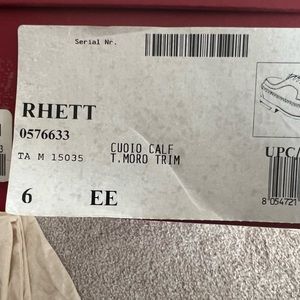 Serial Nr.
RHETT
0576633
CUOIO CALF
TA M 15035 T.MORO TRIM
UPC/
6 EE
8 054721